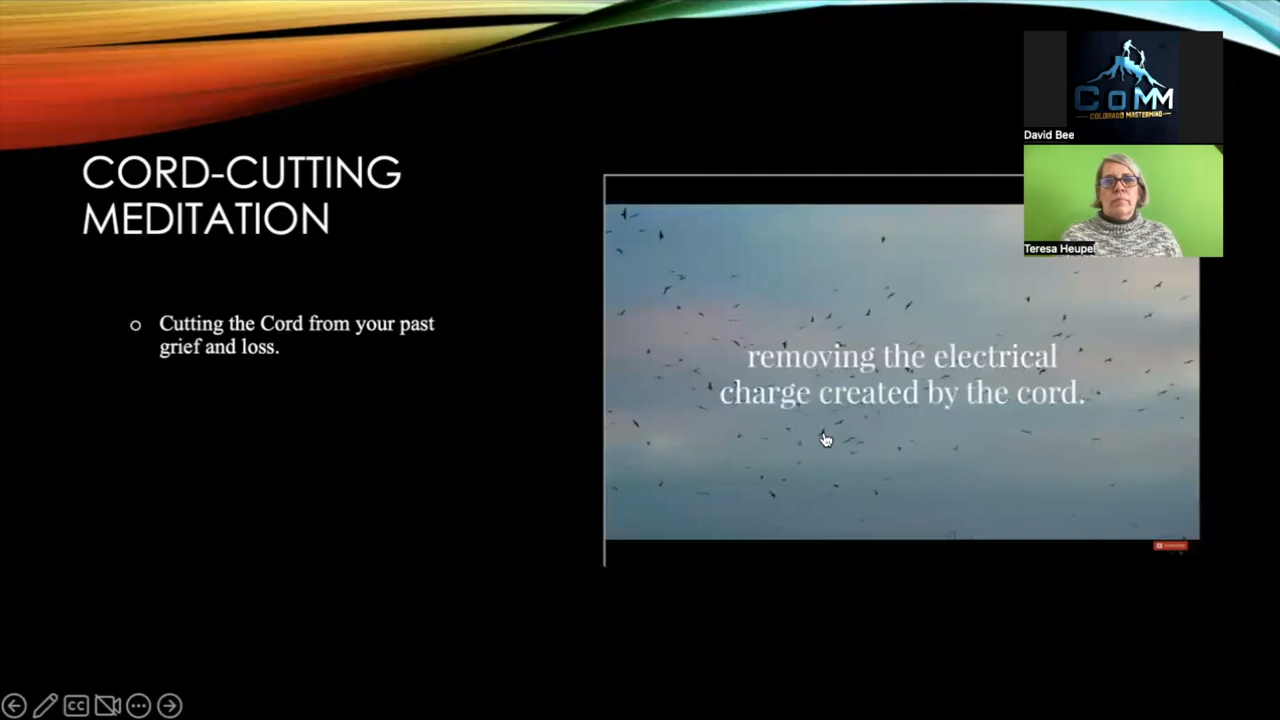 CORD-CUTTING
MEDITATION
Cutting the Cord from your past
grief and loss.
removing the electrical
charge created by the cord.
CoMM
COLORADO MASTERMIND
David Bee
Teresa Heupel
CC